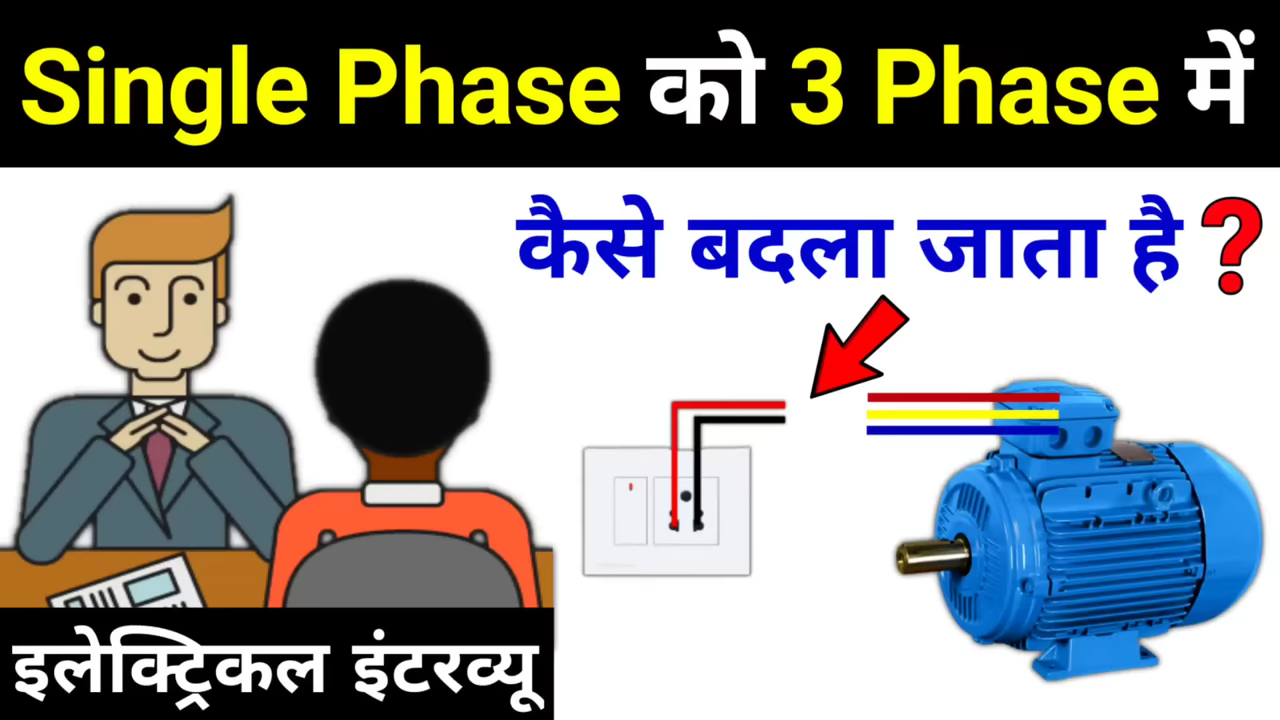 Single Phase को 3 Phase में
कैसे बदला जाता है?
इलेक्ट्रिकल इंटरव्यू